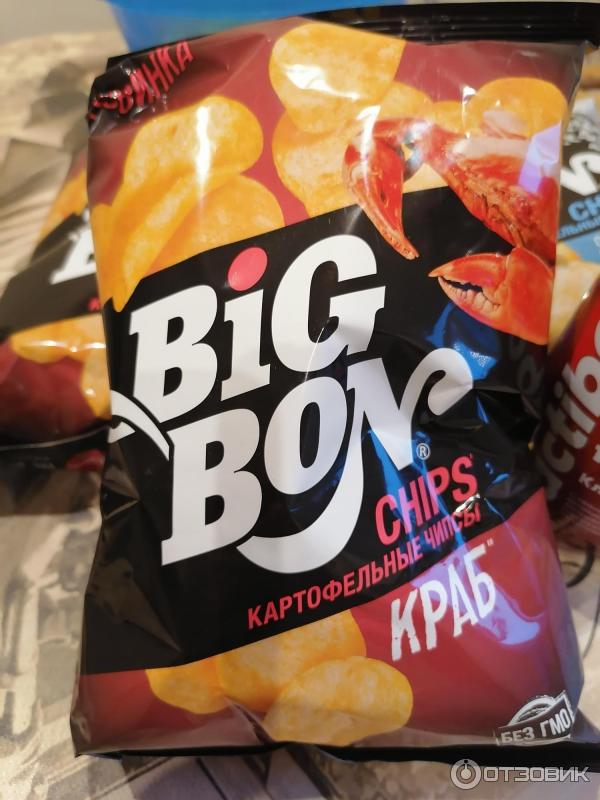 НОВИНКА
BiG
BON®
CHIPS
КАРТОФЕЛЬНЫЕ ЧИПСЫ
КРАБ"
БЕЗ ГМО
ОТЗОВИК